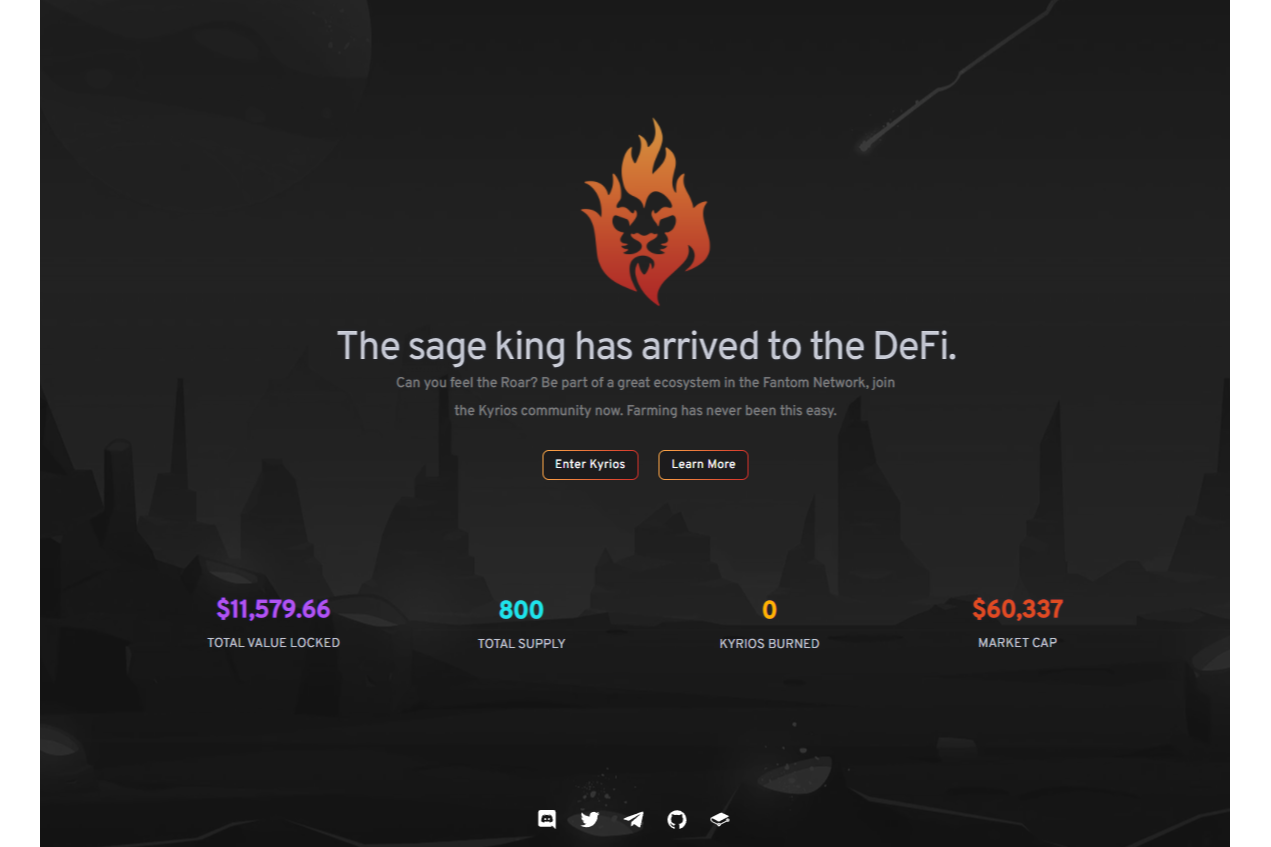 The sage king has arrived to the DeFi.
Can you feel the Roar? Be part of a great ecosystem in the Fantom Network, join
the Kyrios community now. Farming has never been this easy.
Enter Kyrios
Learn More
$11,579.66
TOTAL VALUE LOCKED
800
TOTAL SUPPLY
0
KYRIOS BURNED
$60,337
MARKET CAP